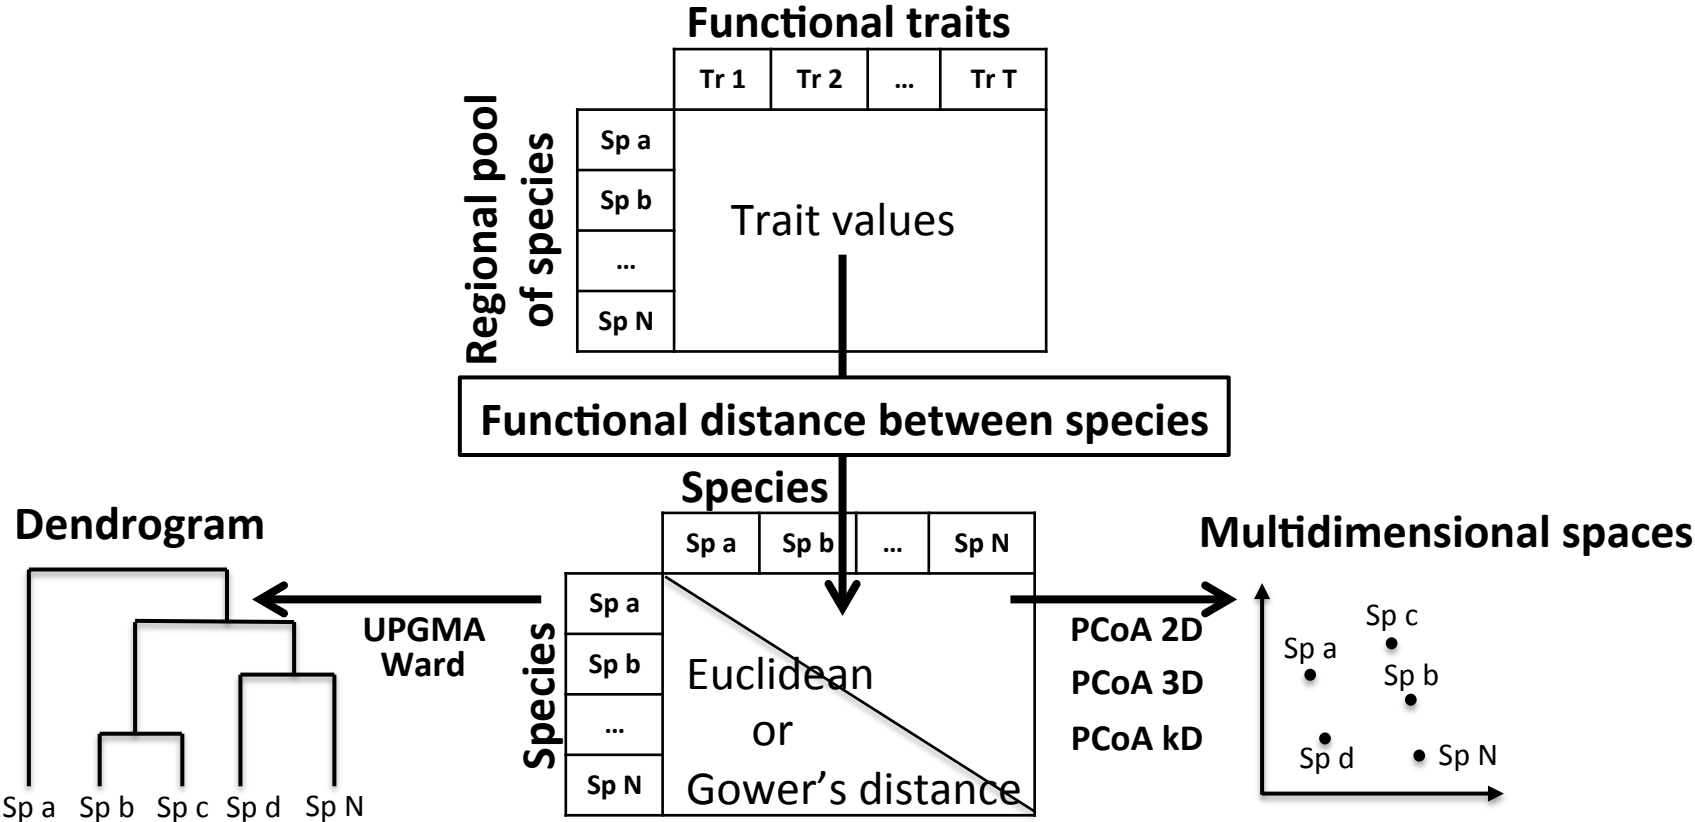 Functional traits
Tr 1 Tr 2 ... Tr T
Regional pool
of species
Sp a
Sp b
...
Sp N
Trait values
Functional distance between species
Dendrogram
Sp a Sp b Sp c Sp d Sp N
UPGMA
Ward
Species
Sp a Sp b ... Sp N
Species
Sp a
Sp b
...
Sp N
Euclidean
or
Gower’s distance
PCoA 2D
PCoA 3D
PCoA kD
Multidimensional spaces
Sp c
Sp a
Sp b
Sp d
Sp N